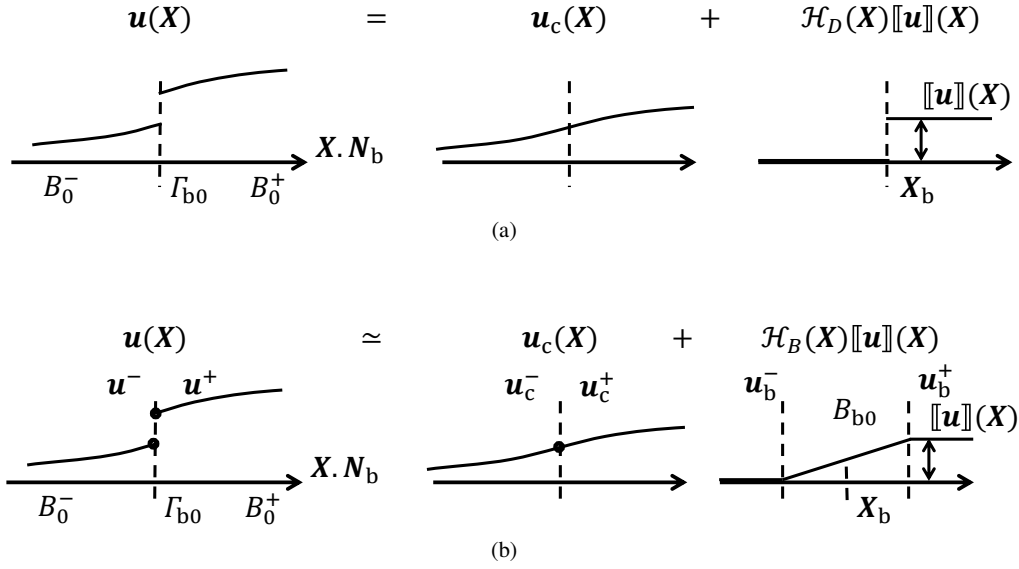 𝒖(𝑿) = 𝒖c(𝑿) + ℋ𝐷(𝑿)⟦𝒖⟧(𝑿)
⟦𝒖⟧(𝑿)
𝑿.𝑵b
𝐵₀⁻ 𝛤b0 𝐵₀⁺ 𝑿b
(a)
𝒖(𝑿) ≃ 𝒖c(𝑿) + ℋ𝐵(𝑿)⟦𝒖⟧(𝑿)
𝒖⁻ 𝒖⁺ 𝒖c⁻ 𝒖c⁺ 𝒖b⁻ 𝒖b⁺
𝐵b0 ⟦𝒖⟧(𝑿)
𝑿.𝑵b
𝐵₀⁻ 𝛤b0 𝐵₀⁺ 𝑿b
(b)